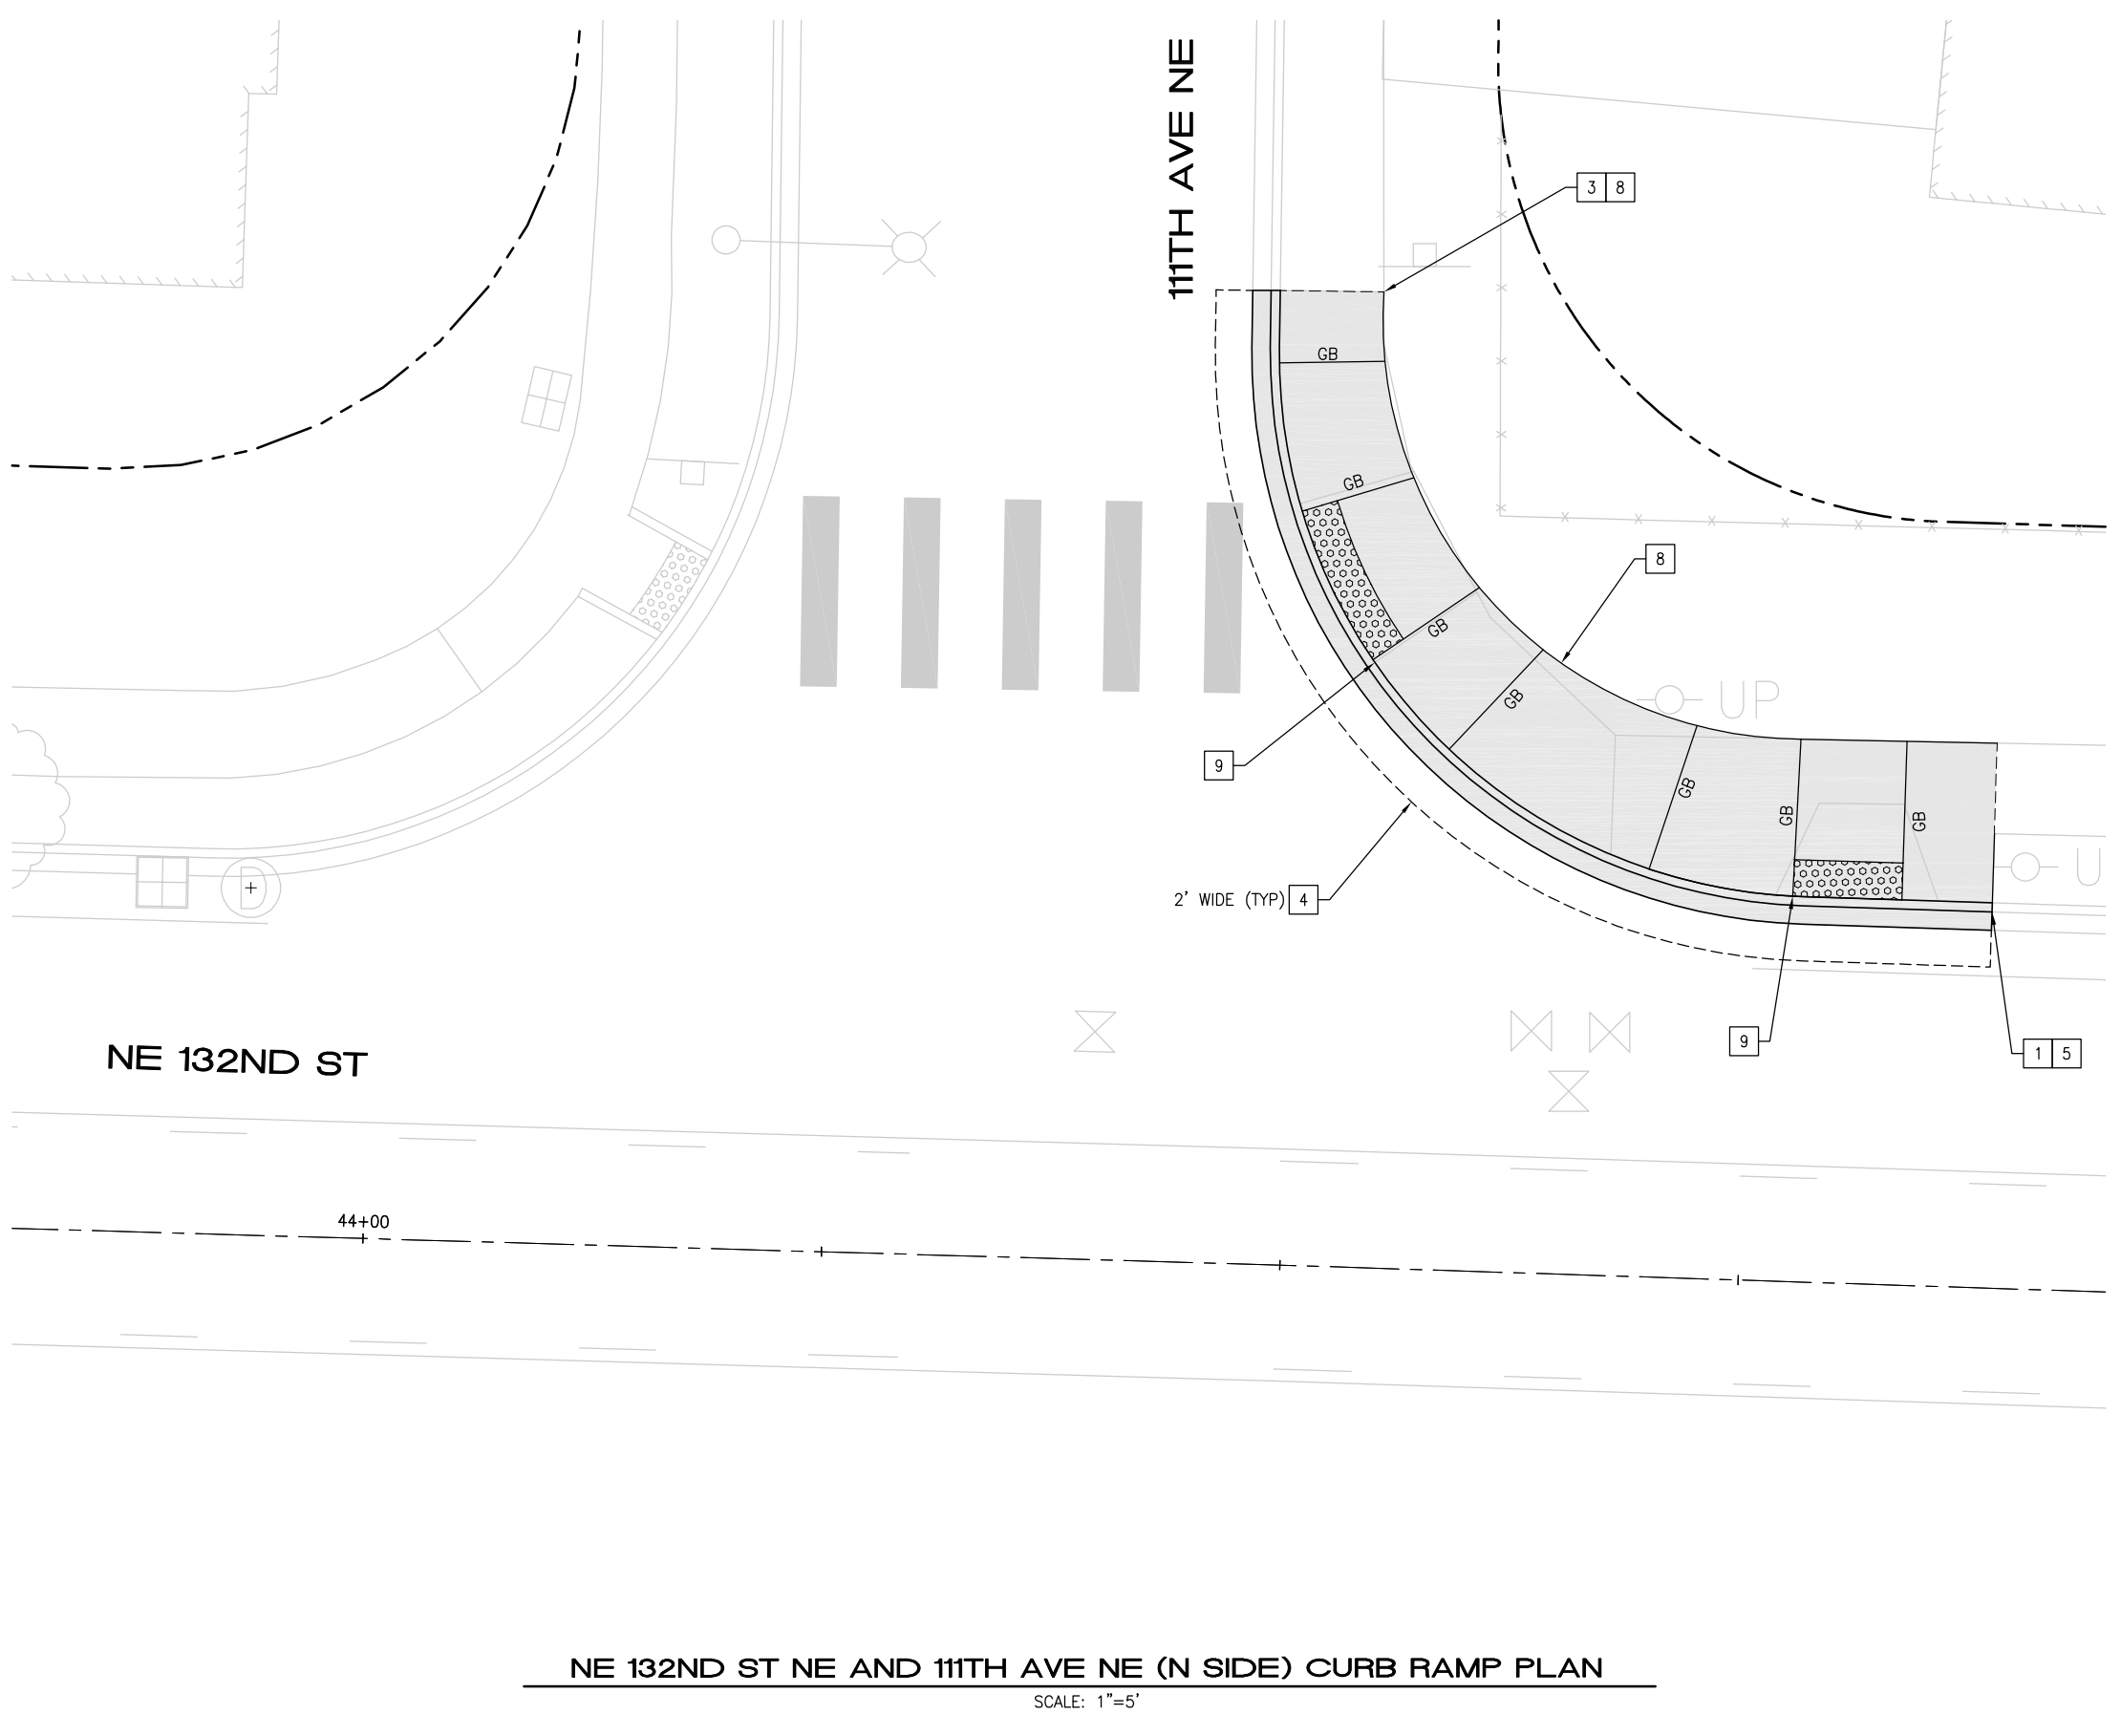 111TH AVE NE
3 8
GB
GB
8
GB
GB
UP
9
GB
GB
GB
2' WIDE (TYP) 4
D
U
9
1 5
NE 132ND ST
44+00
NE 132ND ST NE AND 111TH AVE NE (N SIDE) CURB RAMP PLAN
SCALE: 1"=5'